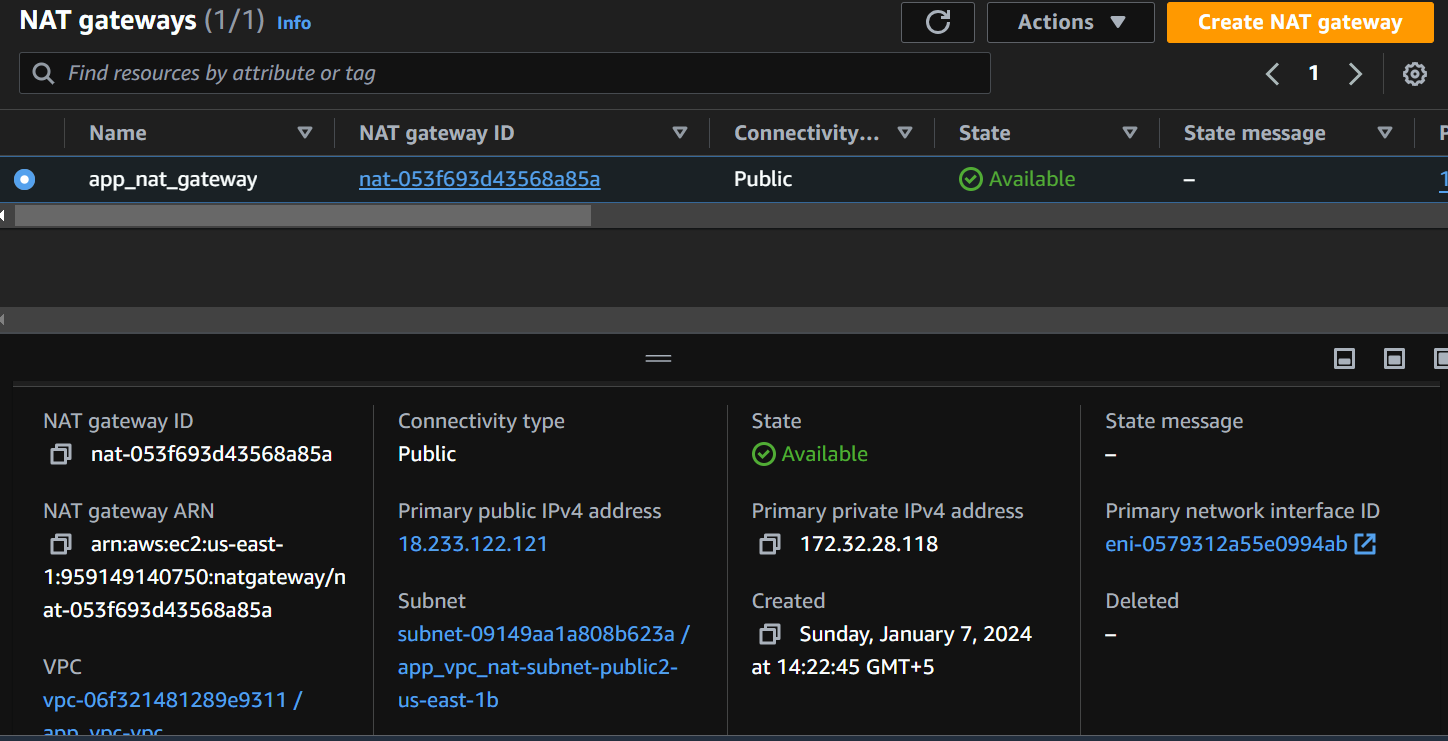 NAT gateways (1/1) Info
Actions
Create NAT gateway
Find resources by attribute or tag
1
Name NAT gateway ID Connectivity... State State message
app_nat_gateway nat-053f693d43568a85a Public Available –
NAT gateway ID
nat-053f693d43568a85a
NAT gateway ARN
arn:aws:ec2:us-east-
1:959149140750:natgateway/n
at-053f693d43568a85a
VPC
vpc-06f321481289e9311 /
app_vpc-vpc
Connectivity type
Public
Primary public IPv4 address
18.233.122.121
Subnet
subnet-09149aa1a808b623a /
app_vpc_nat-subnet-public2-
us-east-1b
State
Available
Primary private IPv4 address
172.32.28.118
Created
Sunday, January 7, 2024
at 14:22:45 GMT+5
State message
–
Primary network interface ID
eni-0579312a55e0994ab
Deleted
–